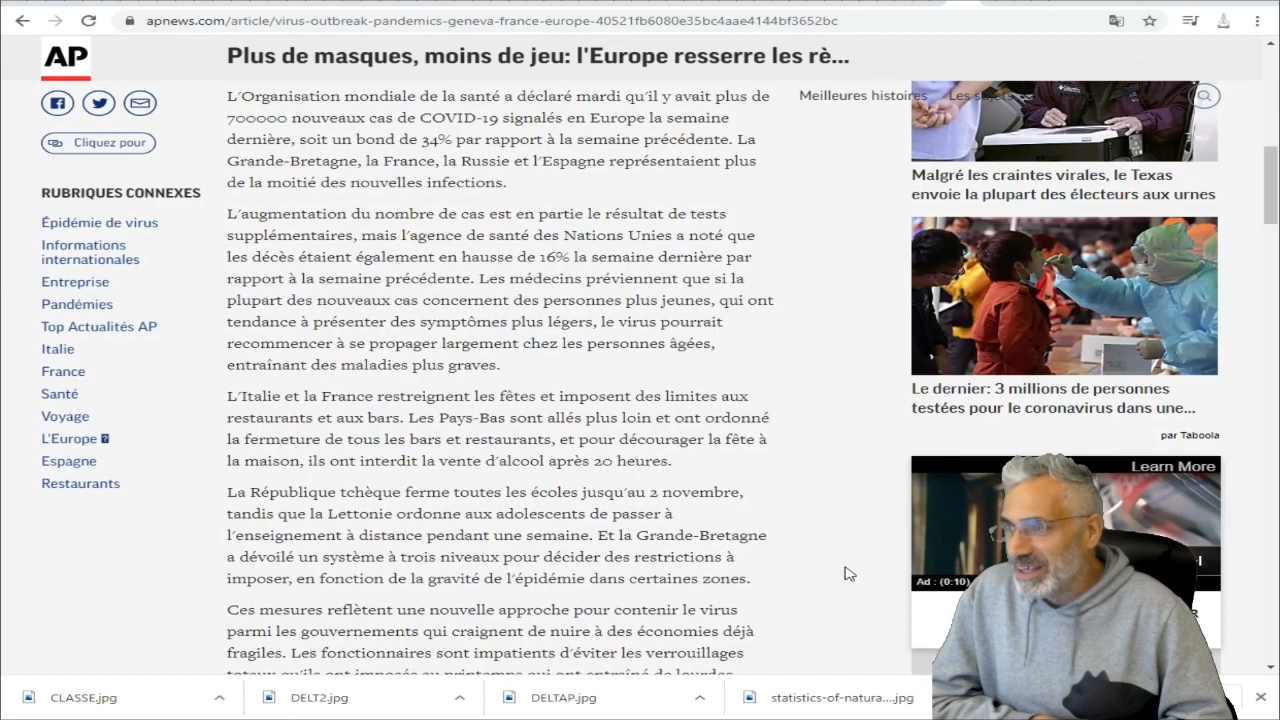 apnews.com/article/virus-outbreak-pandemics-geneva-france-europe-40521fb6080e35bc4aae4144bf3652bc
AP
Plus de masques, moins de jeu: l'Europe resserre les rè...
Meilleures histoires
Cliquez pour
RUBRIQUES CONNEXES
Épidémie de virus
Informations
internationales
Entreprise
Pandémies
Top Actualités AP
Italie
France
Santé
Voyage
L'Europe
Espagne
Restaurants
L'Organisation mondiale de la santé a déclaré mardi qu'il y avait plus de
700000 nouveaux cas de COVID-19 signalés en Europe la semaine
dernière, soit un bond de 34% par rapport à la semaine précédente. La
Grande-Bretagne, la France, la Russie et l'Espagne représentaient plus
de la moitié des nouvelles infections.
L'augmentation du nombre de cas est en partie le résultat de tests
supplémentaires, mais l'agence de santé des Nations Unies a noté que
les décès étaient également en hausse de 16% la semaine dernière par
rapport à la semaine précédente. Les médecins préviennent que si la
plupart des nouveaux cas concernent des personnes plus jeunes, qui ont
tendance à présenter des symptômes plus légers, le virus pourrait
recommencer à se propager largement chez les personnes âgées,
entraînant des maladies plus graves.
L'Italie et la France restreignent les fêtes et imposent des limites aux
restaurants et aux bars. Les Pays-Bas sont allés plus loin et ont ordonné
la fermeture de tous les bars et restaurants, et pour décourager la fête à
la maison, ils ont interdit la vente d'alcool après 20 heures.
La République tchèque ferme toutes les écoles jusqu'au 2 novembre,
tandis que la Lettonie ordonne aux adolescents de passer à
l'enseignement à distance pendant une semaine. Et la Grande-Bretagne
a dévoilé un système à trois niveaux pour décider des restrictions à
imposer, en fonction de la gravité de l'épidémie dans certaines zones.
Ces mesures reflètent une nouvelle approche pour contenir le virus
parmi les gouvernements qui craignent de nuire à des économies déjà
fragiles. Les fonctionnaires sont impatients d'éviter les verrouillages
Malgré les craintes virales, le Texas
envoie la plupart des électeurs aux urnes
Le dernier: 3 millions de personnes
testées pour le coronavirus dans une...
par Taboola
Learn More
Ad : (0:10)
CLASSE.jpg
DELT2.jpg
DELTAP.jpg
statistics-of-natura....jpg